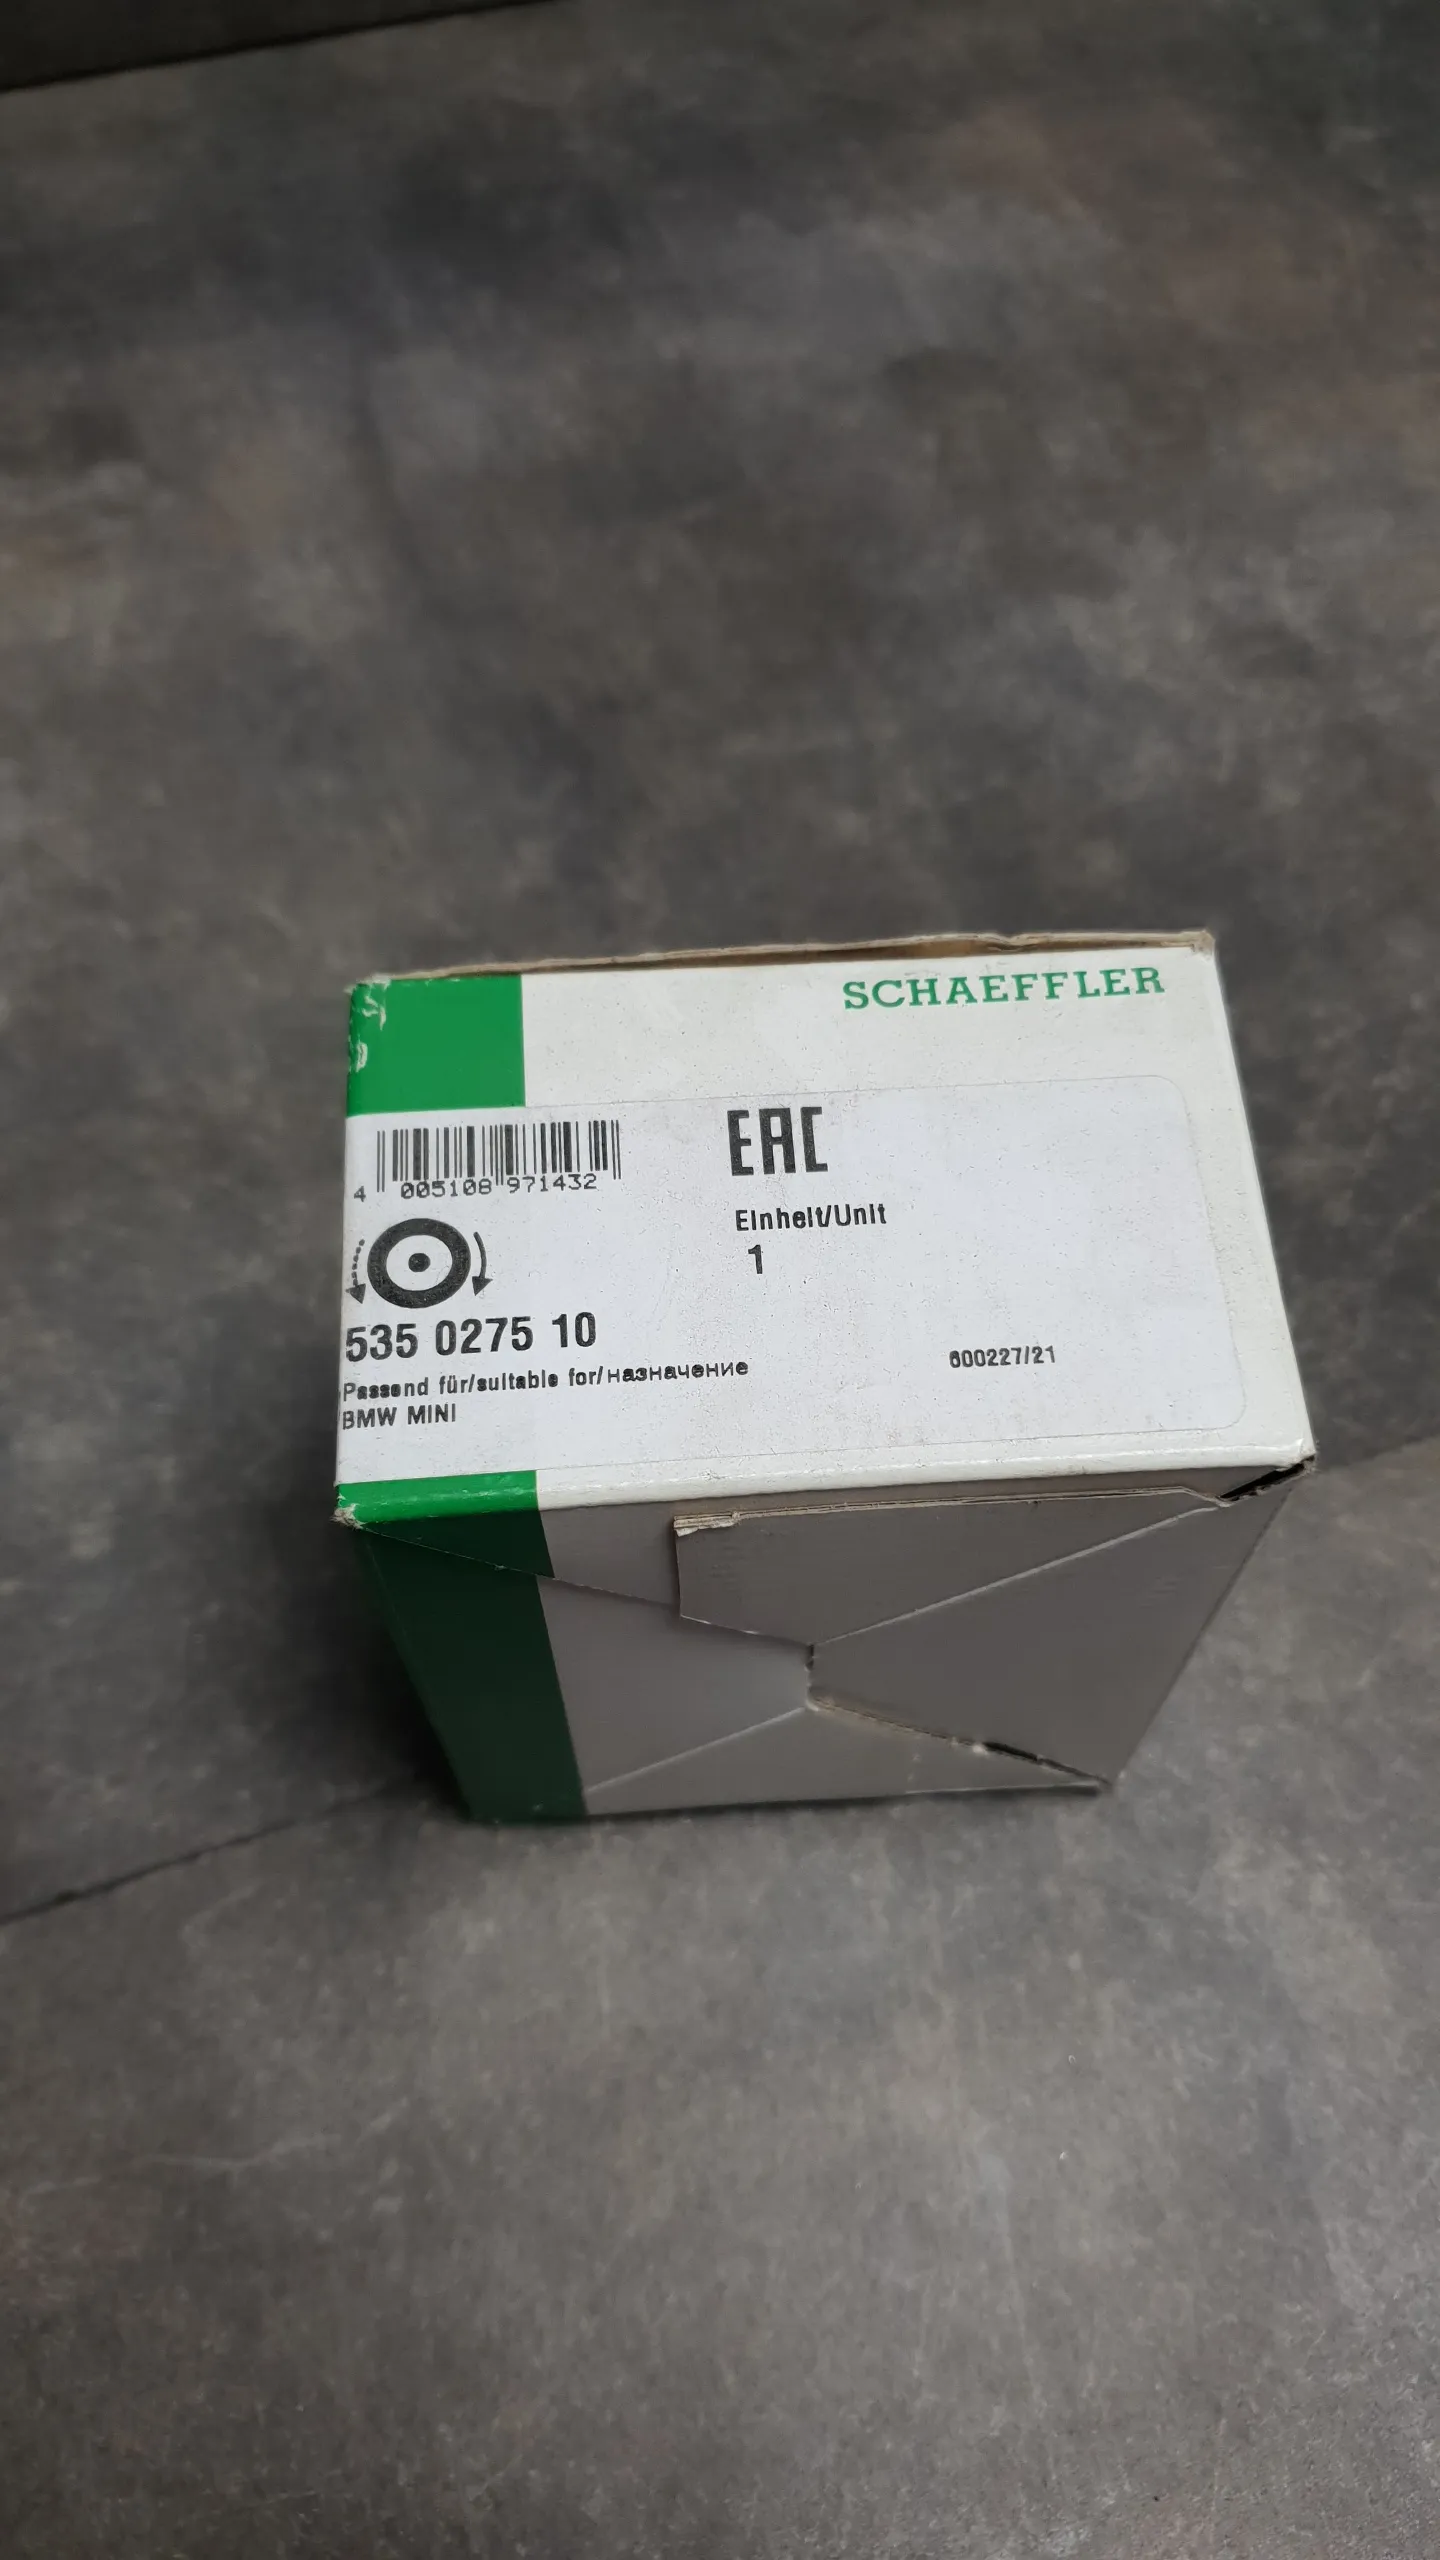 SCHAEFFLER
EAC
4 005108 971432
Einheit/Unit
1
535 0275 10
600227/21
Passend für/suitable for/назначение
BMW MINI